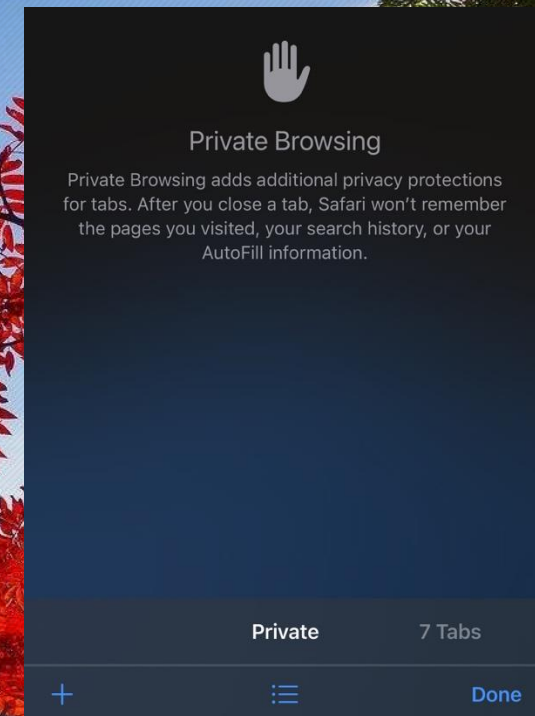 Private Browsing
Private Browsing adds additional privacy protections
for tabs. After you close a tab, Safari won’t remember
the pages you visited, your search history, or your
AutoFill information.
Private 7 Tabs
Done